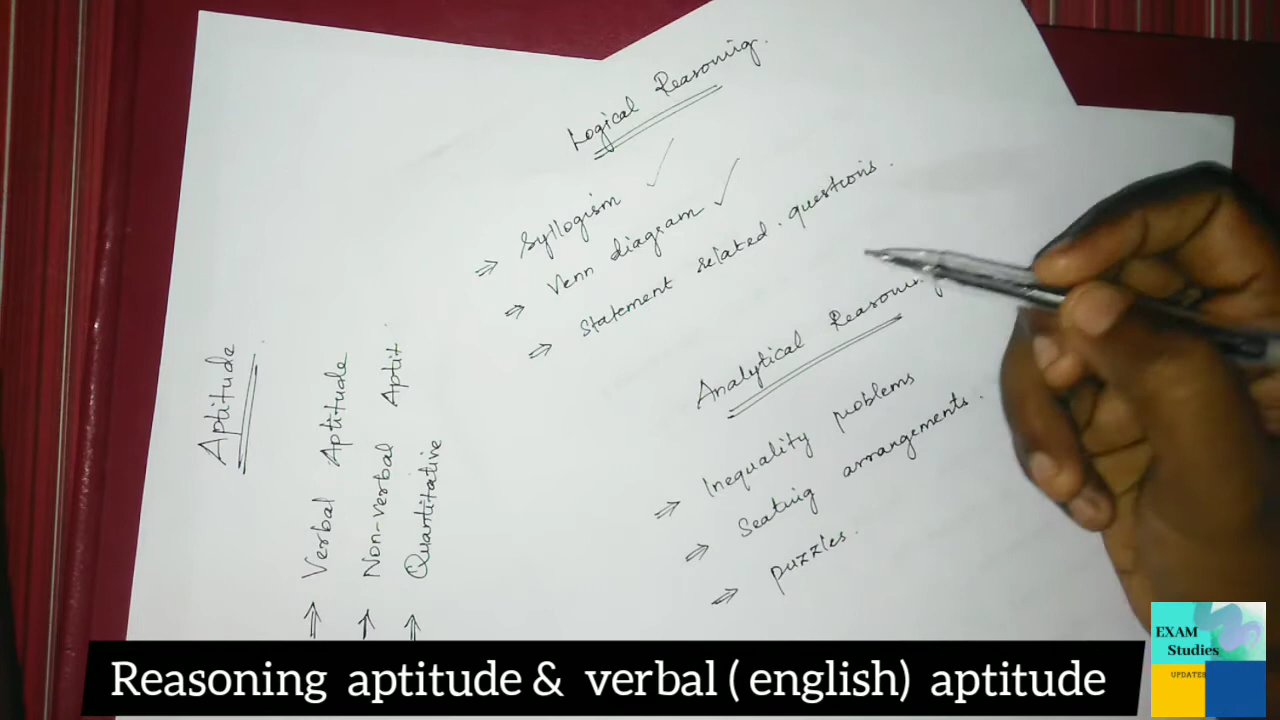 Logical Reasoning.
⇒ Syllogism ✓
⇒ Venn diagram ✓
⇒ Statement related. questions.
Analytical Reasoning
⇒ Inequality problems
⇒ Seating arrangements.
⇒ puzzles.
Aptitude
⇒ Verbal Aptitude
→ Non-verbal Aptit
⇒ Quantitative
Reasoning aptitude & verbal ( english) aptitude
EXAM
Studies
UPDATES